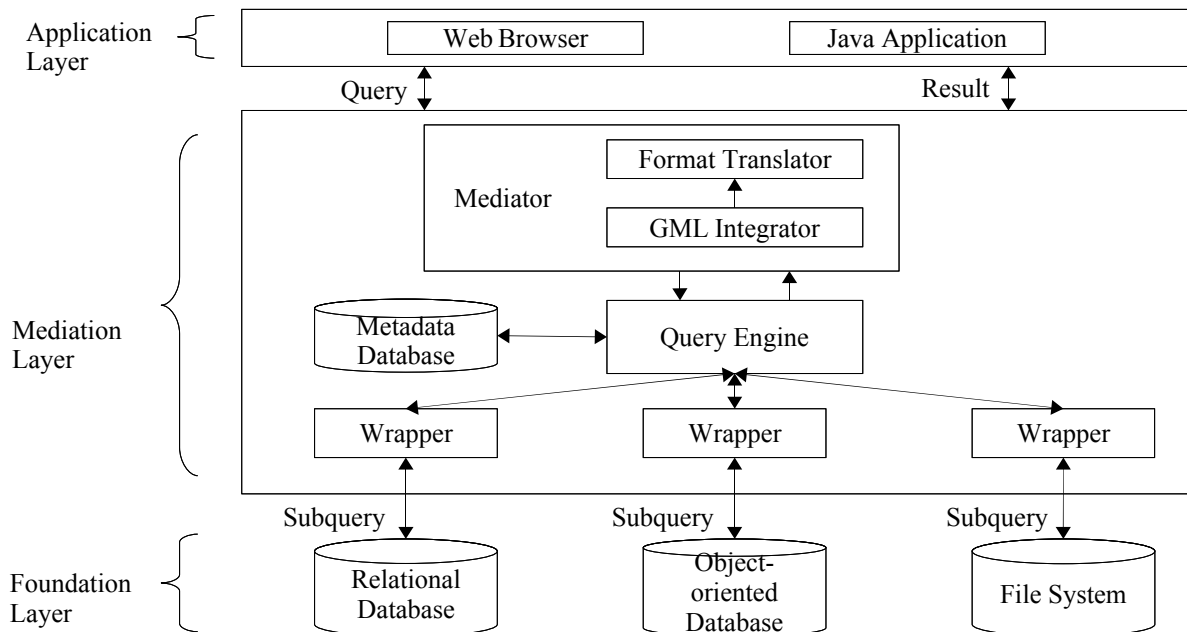 Application
Layer
Web Browser
Java Application
Query
Result
Format Translator
Mediator
GML Integrator
Mediation
Layer
Metadata
Database
Query Engine
Wrapper
Wrapper
Wrapper
Subquery
Subquery
Subquery
Foundation
Layer
Relational
Database
Object-
oriented
Database
File System